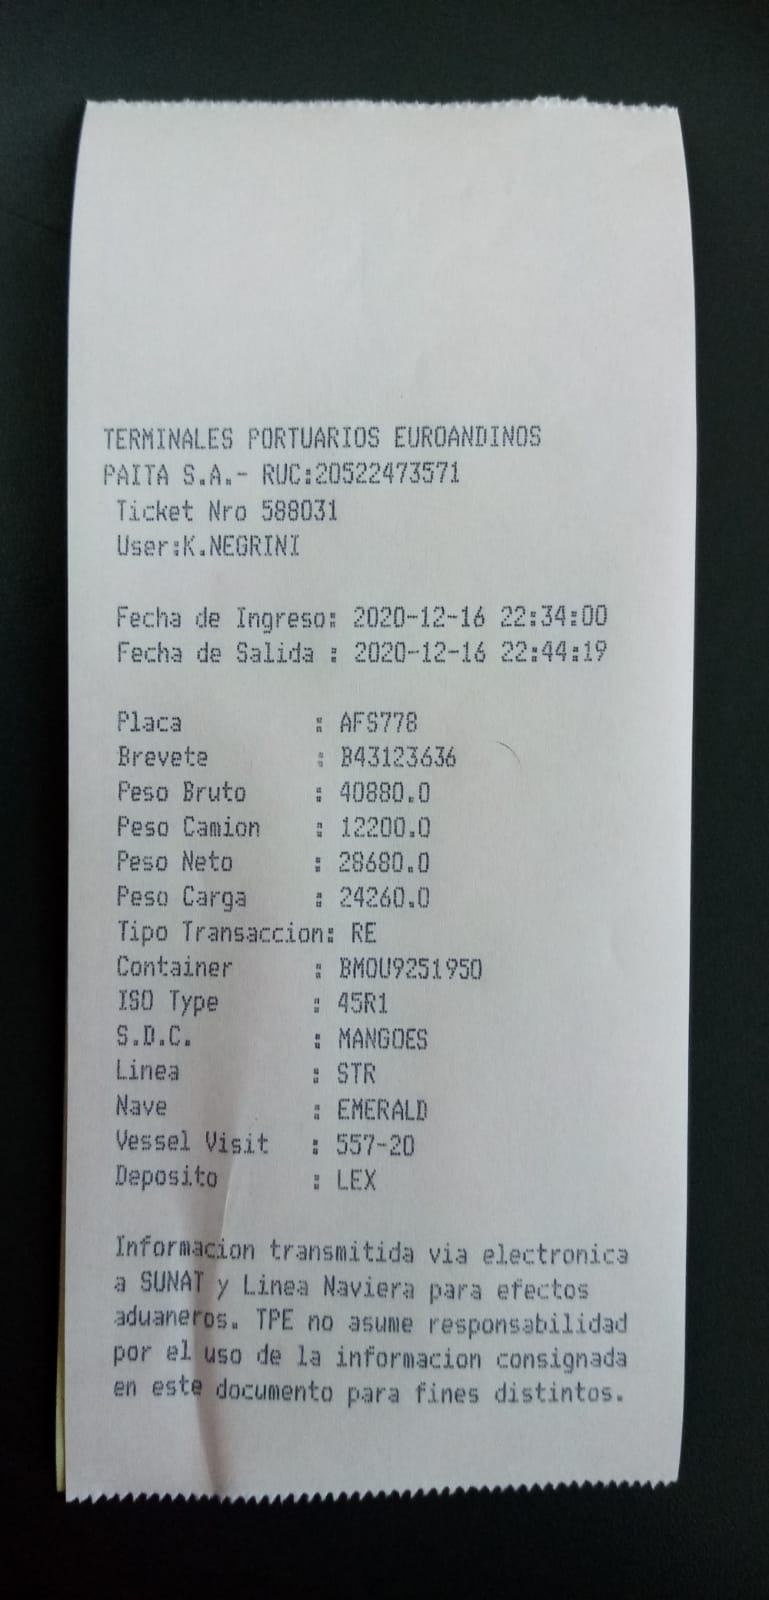 TERMINALES PORTUARIOS EUROANDINOS
PAITA S.A.- RUC:20522473571
Ticket Nro 588031
User:K.NEGRINI
Fecha de Ingreso: 2020-12-16 22:34:00
Fecha de Salida : 2020-12-16 22:44:19
Placa : AFS778
Brevete : B43123636
Peso Bruto : 40880.0
Peso Camion : 12200.0
Peso Neto : 28680.0
Peso Carga : 24260.0
Tipo Transaccion: RE
Container : BMOU9251950
ISO Type : 45R1
S.D.C. : MANGOES
Linea : STR
Nave : EMERALD
Vessel Visit : 557-20
Deposito : LEX
Informacion transmitida via electronica
a SUNAT y Linea Naviera para efectos
aduaneros. TPE no asume responsabilidad
por el uso de la informacion consignada
en este documento para fines distintos.